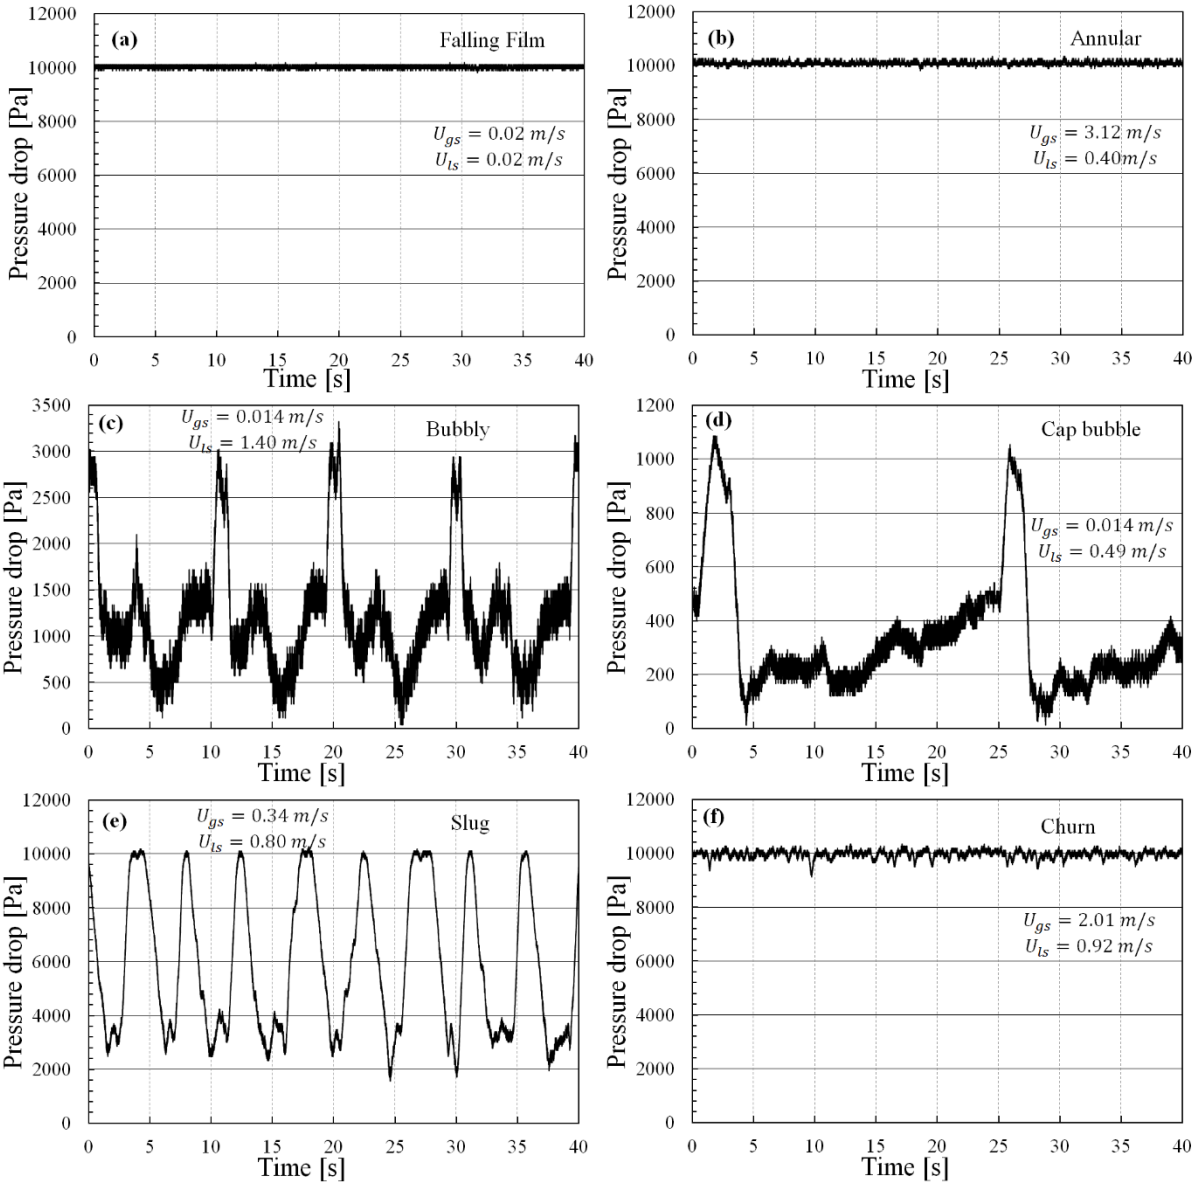 (a)
Falling Film
U_gs = 0.02 m/s
U_ls = 0.02 m/s
Pressure drop [Pa]
12000
10000
8000
6000
4000
2000
0
0 5 10 15 20 25 30 35 40
Time [s]
(b)
Annular
U_gs = 3.12 m/s
U_ls = 0.40m/s
Pressure drop [Pa]
12000
10000
8000
6000
4000
2000
0
0 5 10 15 20 25 30 35 40
Time [s]
(c)
U_gs = 0.014 m/s
U_ls = 1.40 m/s
Bubbly
Pressure drop [Pa]
3500
3000
2500
2000
1500
1000
500
0
0 5 10 15 20 25 30 35 40
Time [s]
(d)
Cap bubble
U_gs = 0.014 m/s
U_ls = 0.49 m/s
Pressure drop [Pa]
1200
1000
800
600
400
200
0
0 5 10 15 20 25 30 35 40
Time [s]
(e)
U_gs = 0.34 m/s
U_ls = 0.80 m/s
Slug
Pressure drop [Pa]
12000
10000
8000
6000
4000
2000
0
0 5 10 15 20 25 30 35 40
Time [s]
(f)
Churn
U_gs = 2.01 m/s
U_ls = 0.92 m/s
Pressure drop [Pa]
12000
10000
8000
6000
4000
2000
0
0 5 10 15 20 25 30 35 40
Time [s]